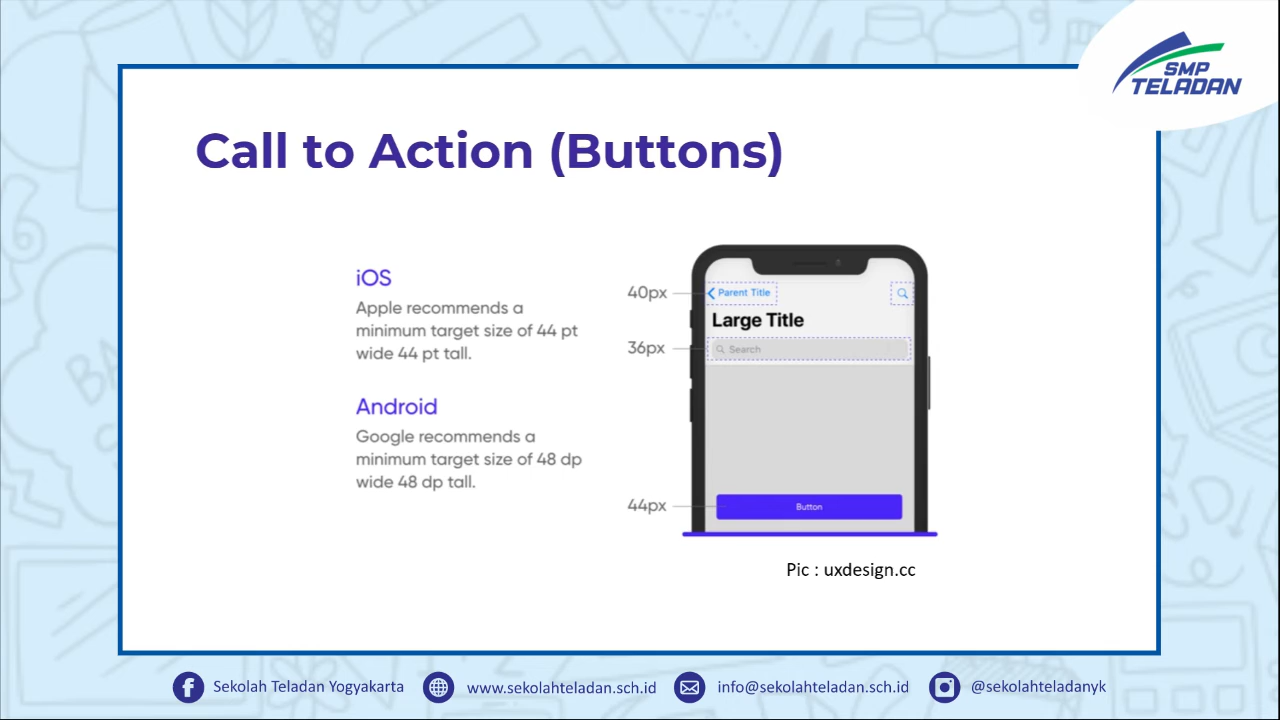 SMP
TELADAN
Call to Action (Buttons)
iOS
Apple recommends a
minimum target size of 44 pt
wide 44 pt tall.
Android
Google recommends a
minimum target size of 48 dp
wide 48 dp tall.
40px
Parent Title
Large Title
36px
Search
44px
Button
Pic : uxdesign.cc
Sekolah Teladan Yogyakarta
www.sekolahteladan.sch.id
info@sekolahteladan.sch.id
@sekolahteladanyk